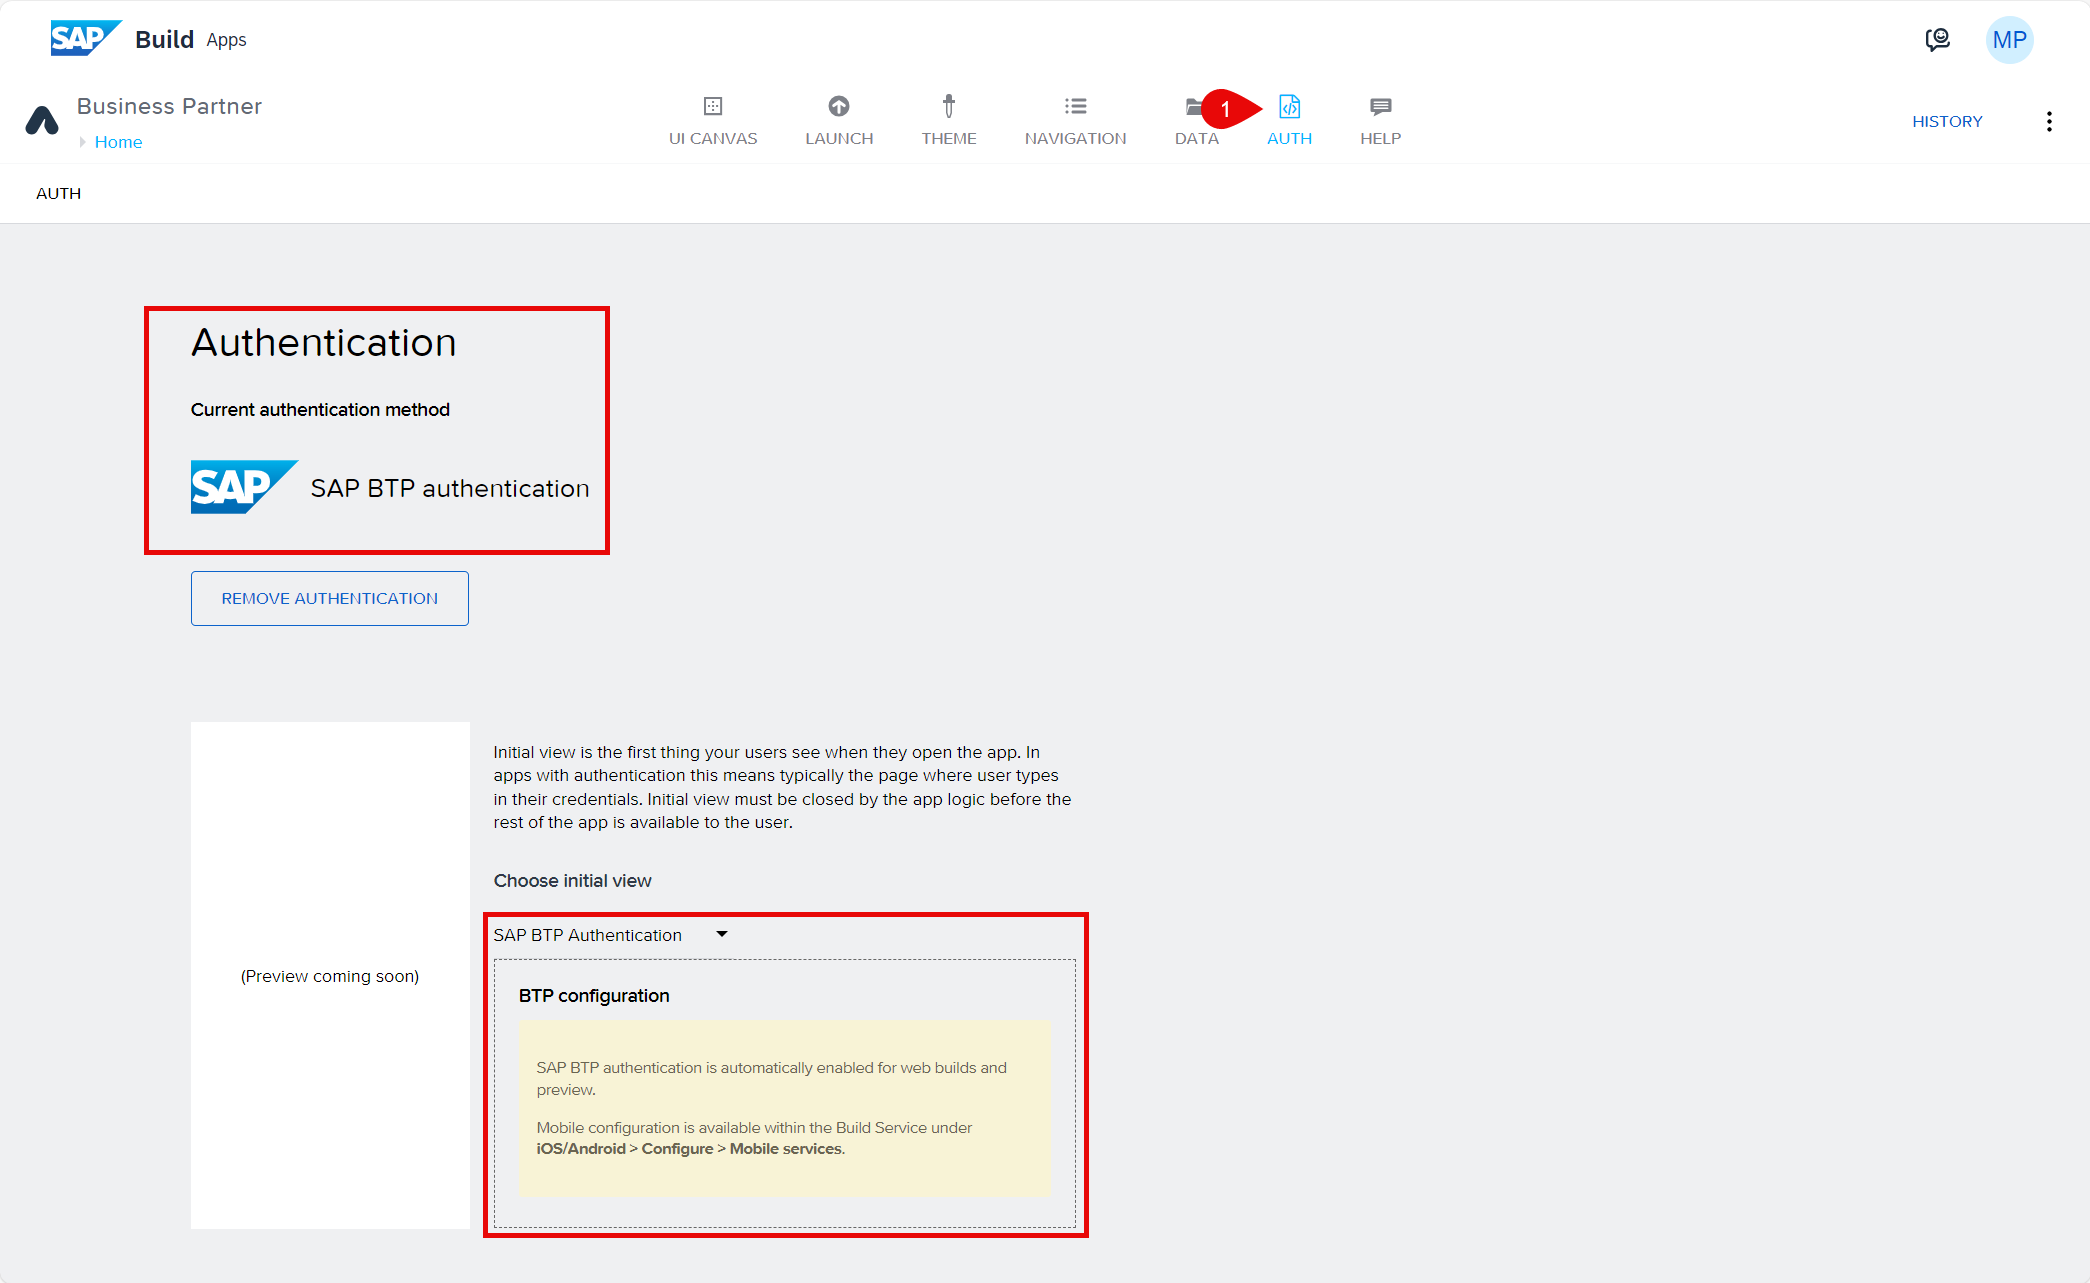 SAP Build Apps
MP
Business Partner
Home
UI CANVAS
LAUNCH
THEME
NAVIGATION
DATA
1
AUTH
HELP
HISTORY
AUTH
Authentication
Current authentication method
SAP SAP BTP authentication
REMOVE AUTHENTICATION
(Preview coming soon)
Initial view is the first thing your users see when they open the app. In
apps with authentication this means typically the page where user types
in their credentials. Initial view must be closed by the app logic before the
rest of the app is available to the user.
Choose initial view
SAP BTP Authentication
BTP configuration
SAP BTP authentication is automatically enabled for web builds and
preview.
Mobile configuration is available within the Build Service under
iOS/Android > Configure > Mobile services.